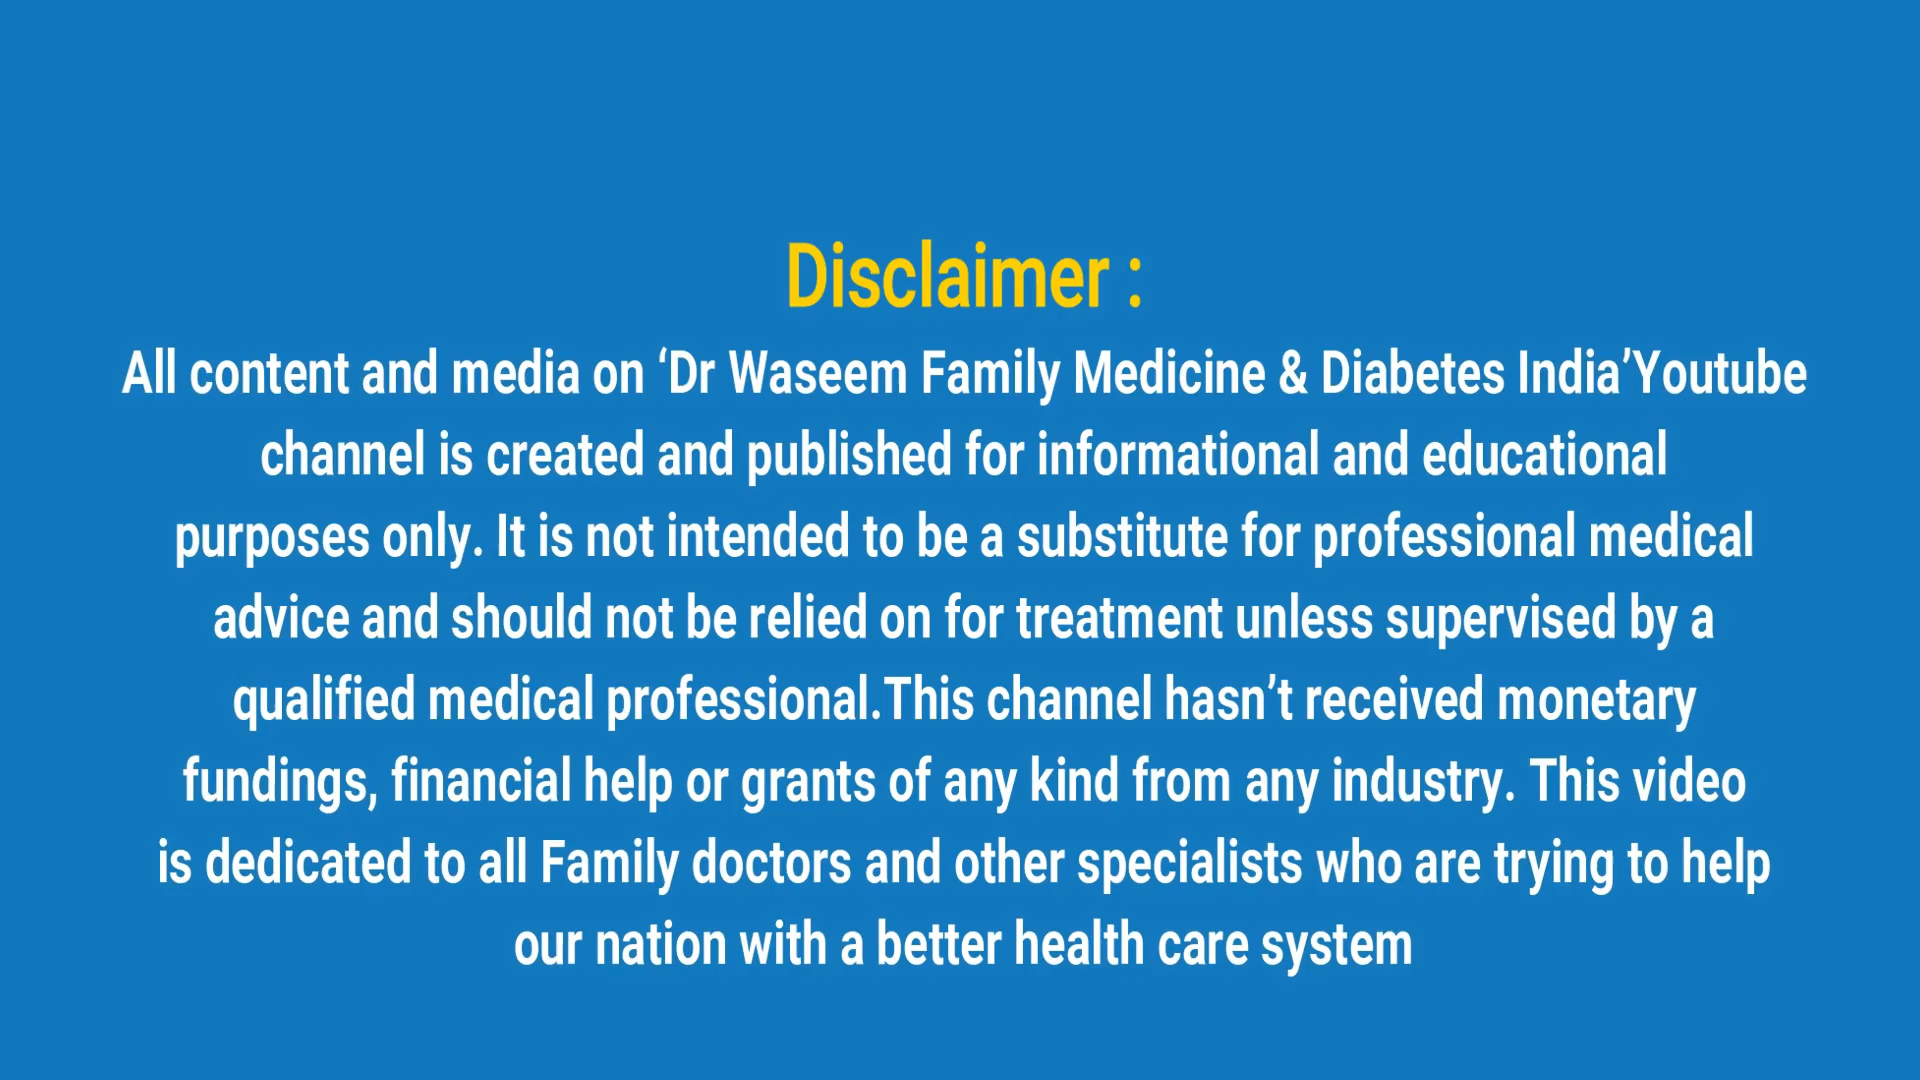 Disclaimer :
All content and media on ‘Dr Waseem Family Medicine & Diabetes India’Youtube
channel is created and published for informational and educational
purposes only. It is not intended to be a substitute for professional medical
advice and should not be relied on for treatment unless supervised by a
qualified medical professional.This channel hasn’t received monetary
fundings, financial help or grants of any kind from any industry. This video
is dedicated to all Family doctors and other specialists who are trying to help
our nation with a better health care system